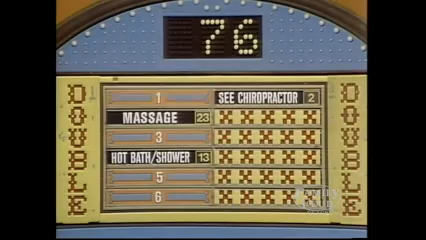 76
1 SEE CHIROPRACTOR 2
MASSAGE 23
3
HOT BATH/SHOWER 13
5
6
DOUBLE
DOUBLE